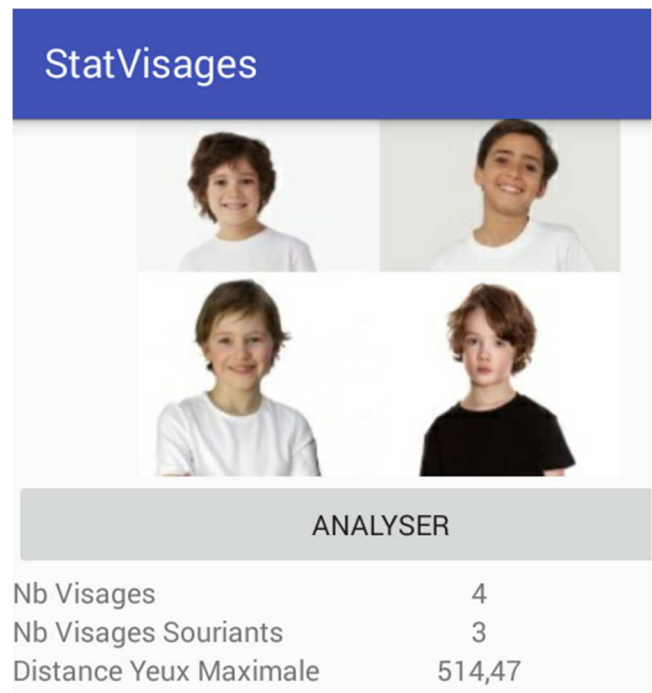 StatVisages
ANALYSER
Nb Visages 4
Nb Visages Souriants 3
Distance Yeux Maximale 514,47